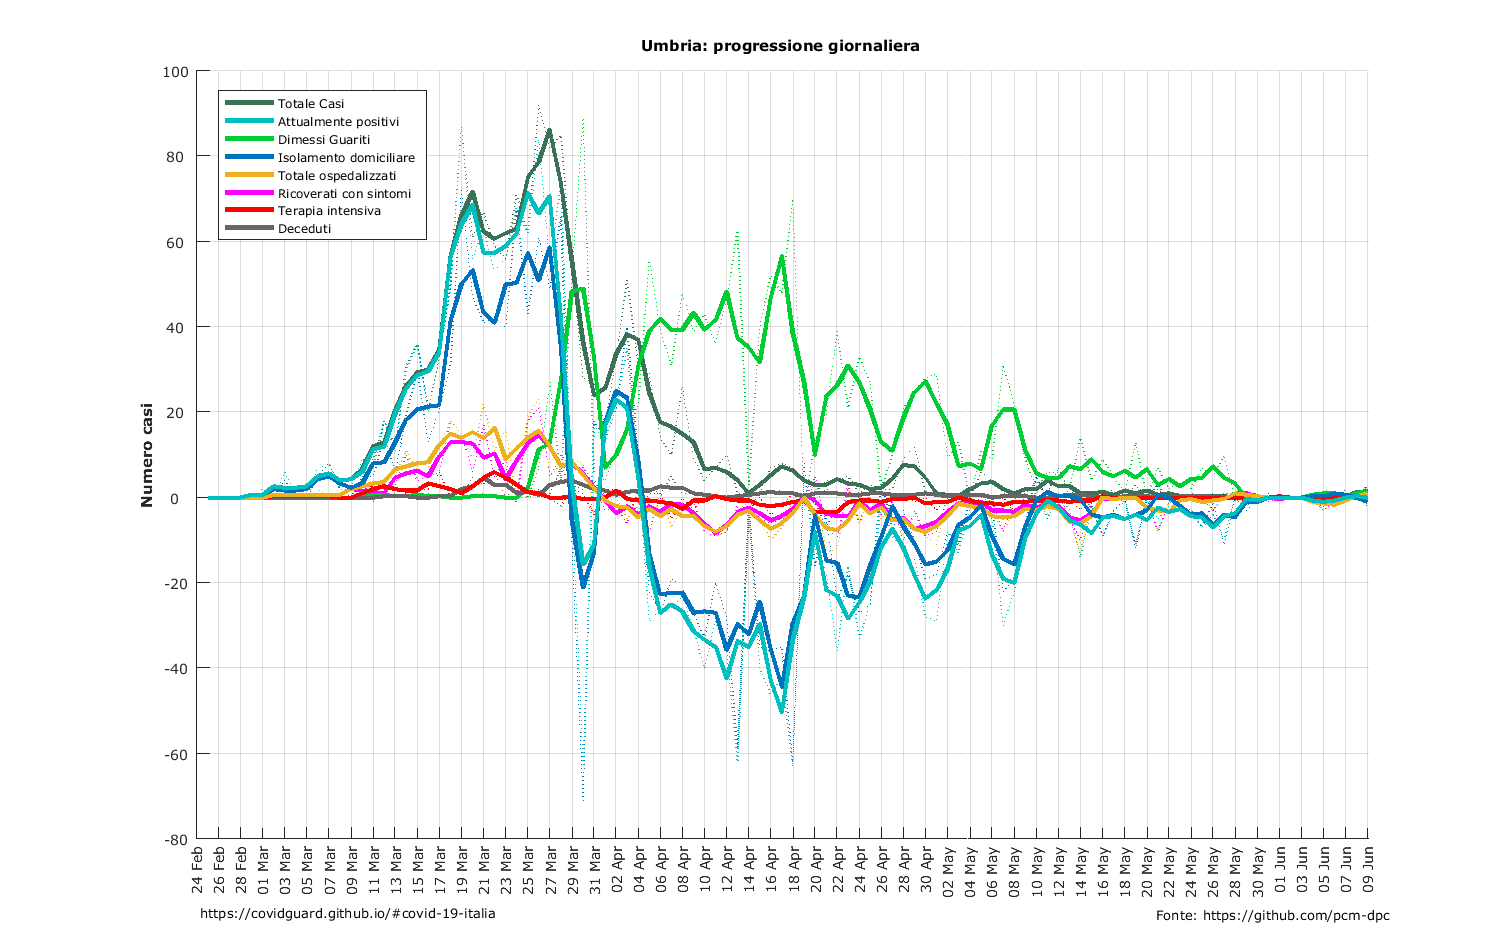 Umbria: progressione giornaliera
Numero casi
100
80
60
40
20
0
-20
-40
-60
-80
Totale Casi
Attualmente positivi
Dimessi Guariti
Isolamento domiciliare
Totale ospedalizzati
Ricoverati con sintomi
Terapia intensiva
Deceduti
24 Feb
26 Feb
28 Feb
01 Mar
03 Mar
05 Mar
07 Mar
09 Mar
11 Mar
13 Mar
15 Mar
17 Mar
19 Mar
21 Mar
23 Mar
25 Mar
27 Mar
29 Mar
31 Mar
02 Apr
04 Apr
06 Apr
08 Apr
10 Apr
12 Apr
14 Apr
16 Apr
18 Apr
20 Apr
22 Apr
24 Apr
26 Apr
28 Apr
30 Apr
02 May
04 May
06 May
08 May
10 May
12 May
14 May
16 May
18 May
20 May
22 May
24 May
26 May
28 May
30 May
01 Jun
03 Jun
05 Jun
07 Jun
09 Jun
https://covidguard.github.io/#covid-19-italia
Fonte: https://github.com/pcm-dpc